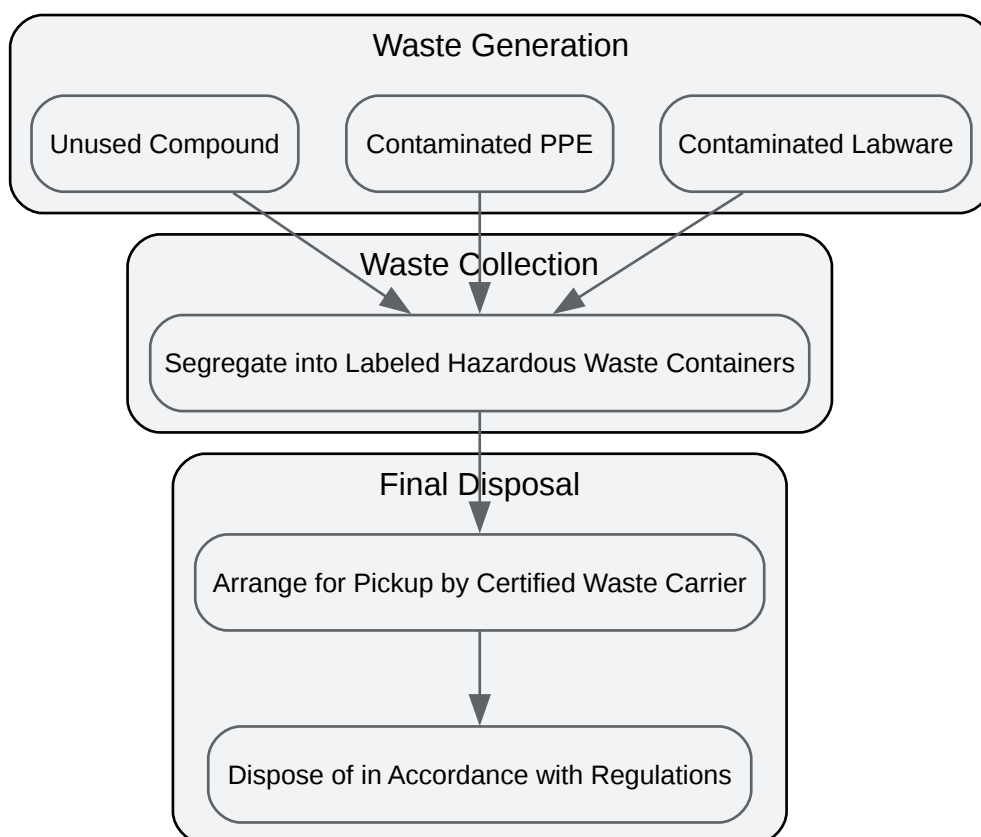 Waste Generation
Unused Compound
Contaminated PPE
Contaminated Labware
Waste Collection
Segregate into Labeled Hazardous Waste Containers
Final Disposal
Arrange for Pickup by Certified Waste Carrier
Dispose of in Accordance with Regulations